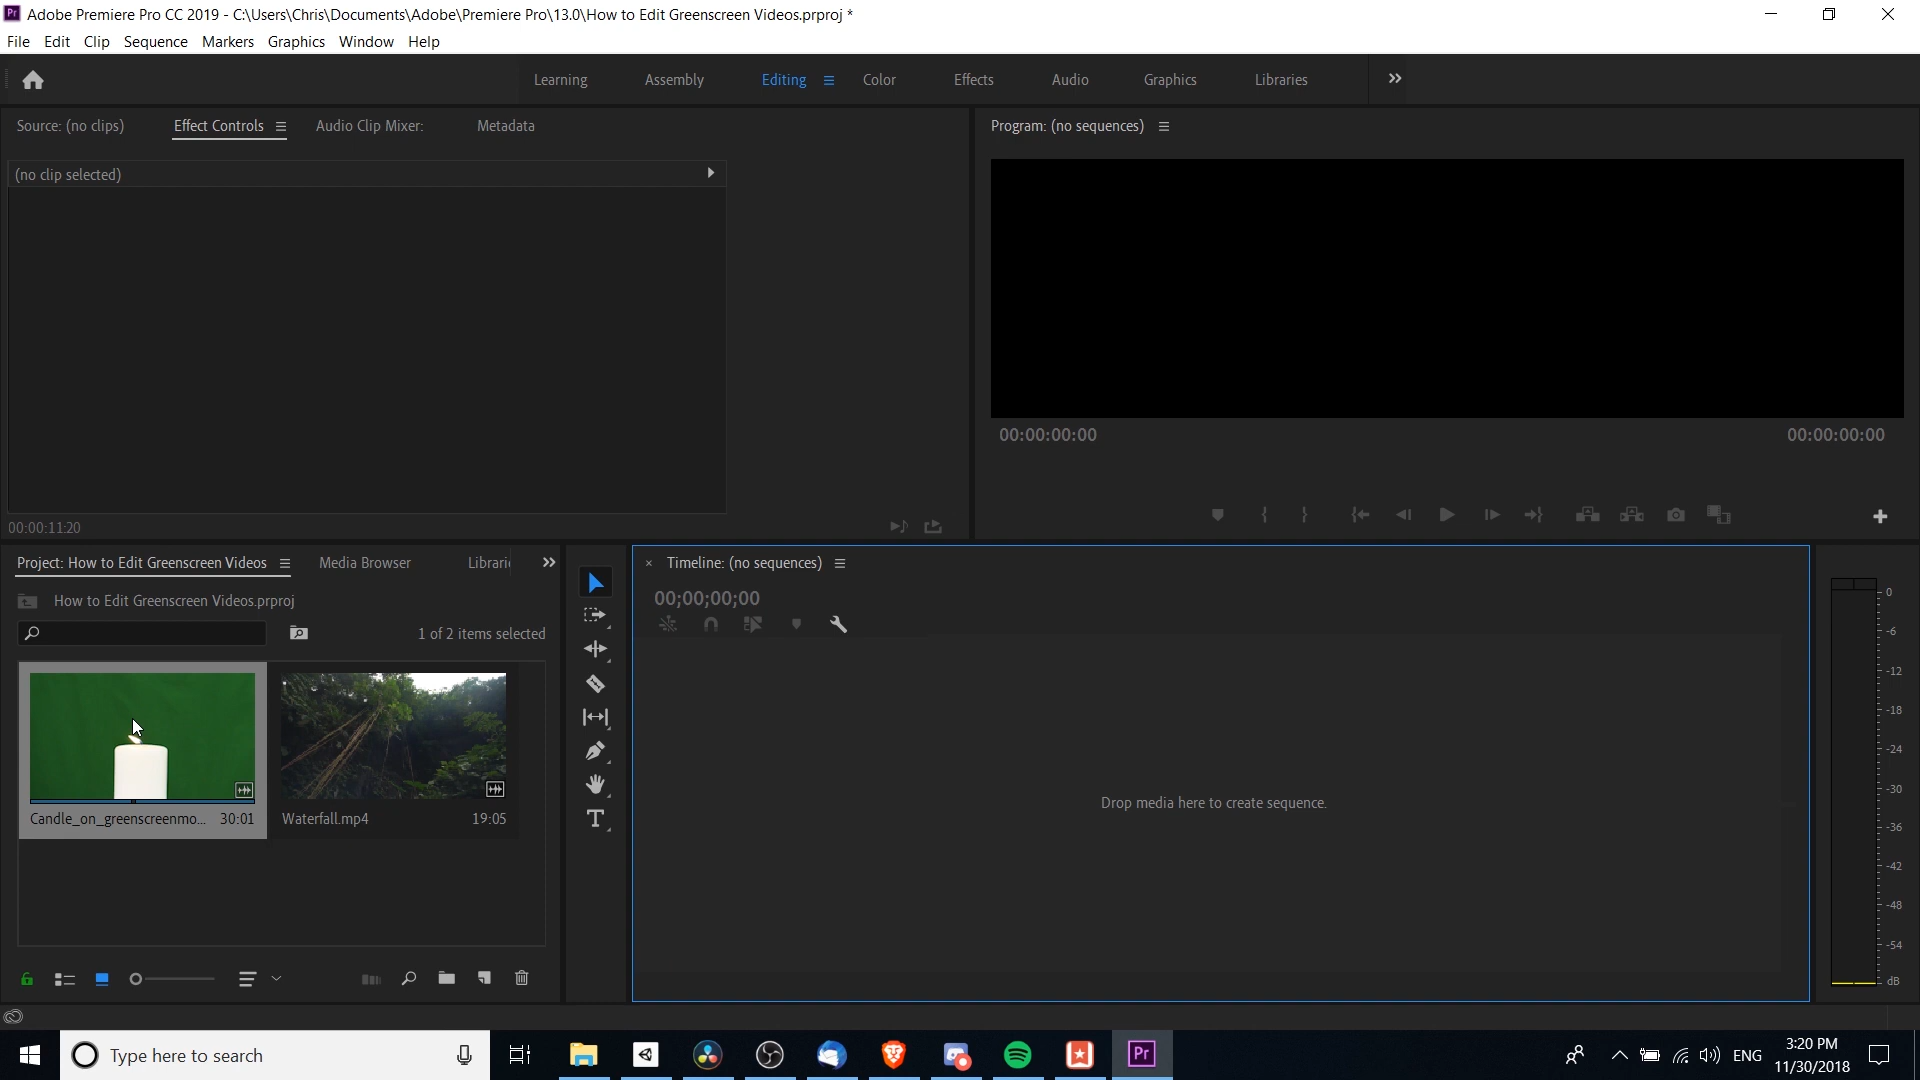 Pr Adobe Premiere Pro CC 2019 - C:\Users\Chris\Documents\Adobe\Premiere Pro\13.0\How to Edit Greenscreen Videos.prproj *
File Edit Clip Sequence Markers Graphics Window Help
Learning Assembly Editing Color Effects Audio Graphics Libraries
Source: (no clips) Effect Controls Audio Clip Mixer: Metadata
Program: (no sequences)
(no clip selected)
00:00:00:00 00:00:00:00
00:00:11:20
Project: How to Edit Greenscreen Videos Media Browser Librari
Timeline: (no sequences)
How to Edit Greenscreen Videos.prproj
00;00;00;00
1 of 2 items selected
Candle_on_greenscreenmo... 30:01
Waterfall.mp4 19:05
Drop media here to create sequence.
0
-6
-12
-18
-24
-30
-36
-42
-48
-54
dB
Type here to search
Pr
ENG
3:20 PM
11/30/2018